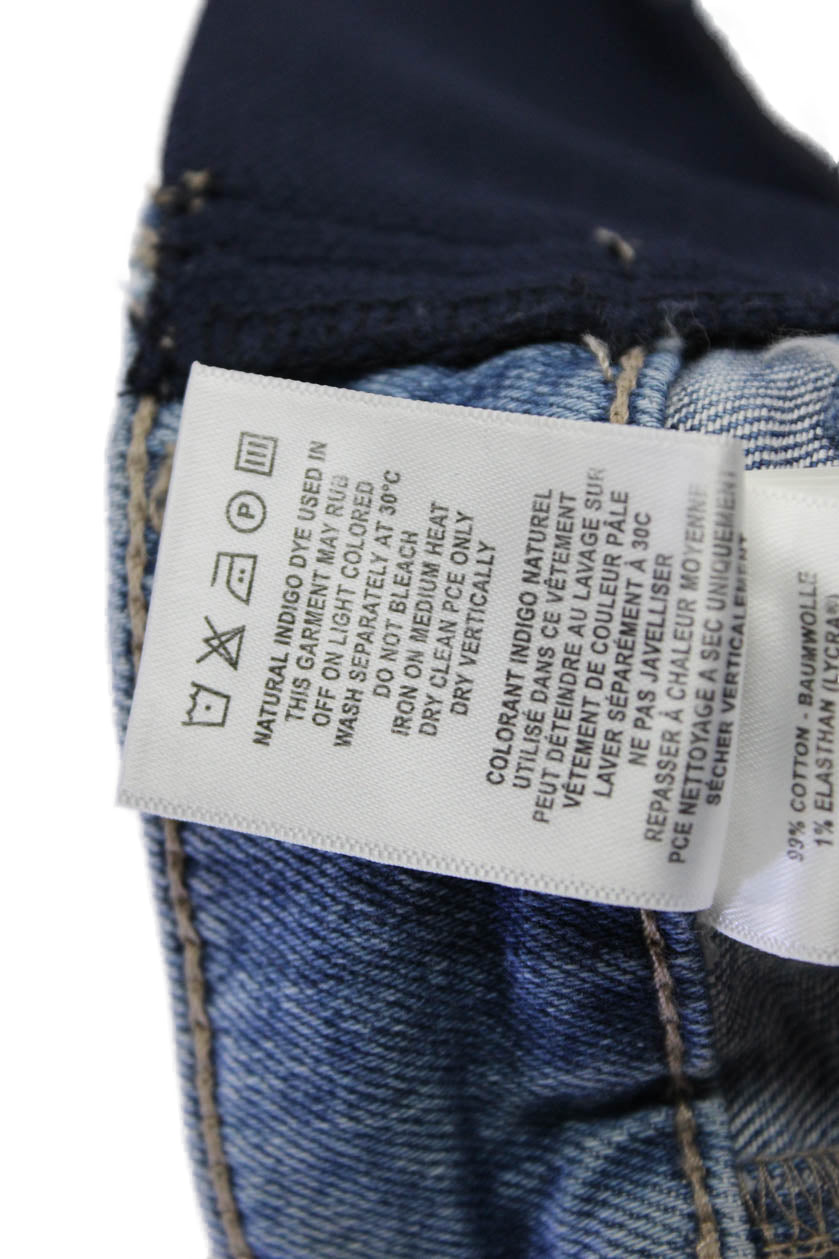 P
NATURAL INDIGO DYE USED IN
THIS GARMENT MAY RUB
OFF ON LIGHT COLORED
WASH SEPARATELY AT 30°C
DO NOT BLEACH
IRON ON MEDIUM HEAT
DRY CLEAN PCE ONLY
DRY VERTICALLY
COLORANT INDIGO NATUREL
UTILISÉ DANS CE VÊTEMENT
PEUT DÉTEINDRE AU LAVAGE SUR
VÊTEMENT DE COULEUR PÂLE
LAVER SÉPARÉMENT À 30C
NE PAS JAVELLISER
REPASSER À CHALEUR MOYENNE
PCE NETTOYAGE A SEC UNIQUEMENT
SÉCHER VERTICALEMENT
99% COTTON - BAUMWOLLE
1% ELASTHAN (LYCRA